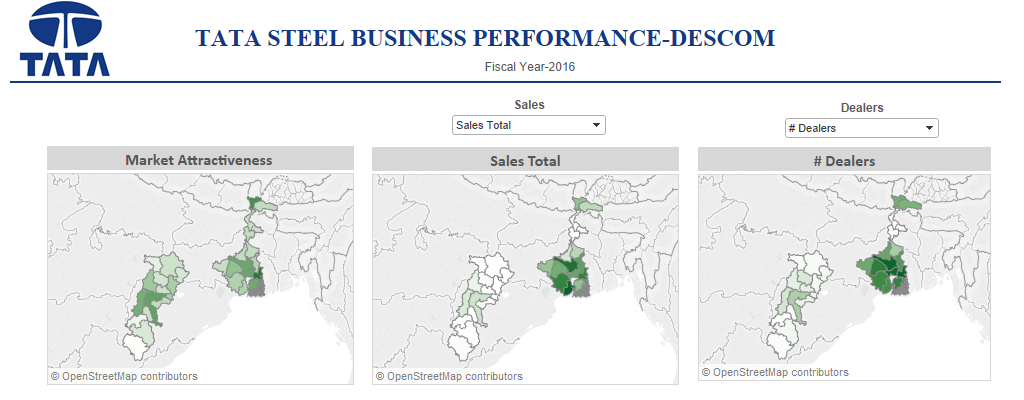 TATA
TATA STEEL BUSINESS PERFORMANCE-DESCOM
Fiscal Year-2016
Sales
Sales Total
Dealers
# Dealers
Market Attractiveness
Sales Total
# Dealers
© OpenStreetMap contributors
© OpenStreetMap contributors
© OpenStreetMap contributors